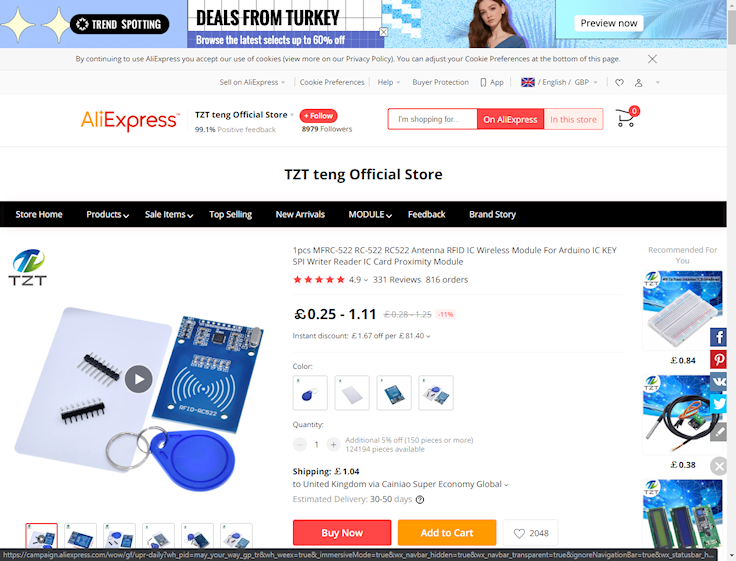 TREND SPOTTING
DEALS FROM TURKEY
Browse the latest selects up to 60% off
Preview now
By continuing to use AliExpress you accept our use of cookies (view more on our Privacy Policy). You can adjust your Cookie Preferences at the bottom of this page.
Sell on AliExpress Cookie Preferences Help Buyer Protection App / English / GBP
AliExpress™
TZT teng Official Store
99.1% Positive feedback
+ Follow
8979 Followers
I'm shopping for...
On AliExpress
In this store
0
TZT teng Official Store
Store Home Products Sale Items Top Selling New Arrivals MODULE Feedback Brand Story
TZT
1pcs MFRC-522 RC-522 RC522 Antenna RFID IC Wireless Module For Arduino IC KEY
SPI Writer Reader IC Card Proximity Module
4.9 331 Reviews 816 orders
£0.25 - 1.11 £0.28 - 1.25 -11%
Instant discount: £1.67 off per £81.40
Color:
Quantity:
1
Additional 5% off (150 pieces or more)
124194 pieces available
Shipping: £1.04
to United Kingdom via Cainiao Super Economy Global
Estimated Delivery: 30-50 days
Buy Now
Add to Cart
2048
RFID-RC522
Recommended For
You
TZT
£0.84
TZT
£0.38
TZT
https://campaign.aliexpress.com/wow/gf/upr-daily?wh_pid=may_your_way_gp_tr&wh_weex=true&_immersiveMode=true&wx_navbar_hidden=true&wx_navbar_transparent=true&ignoreNavigationBar=true&wx_statusbar_h...